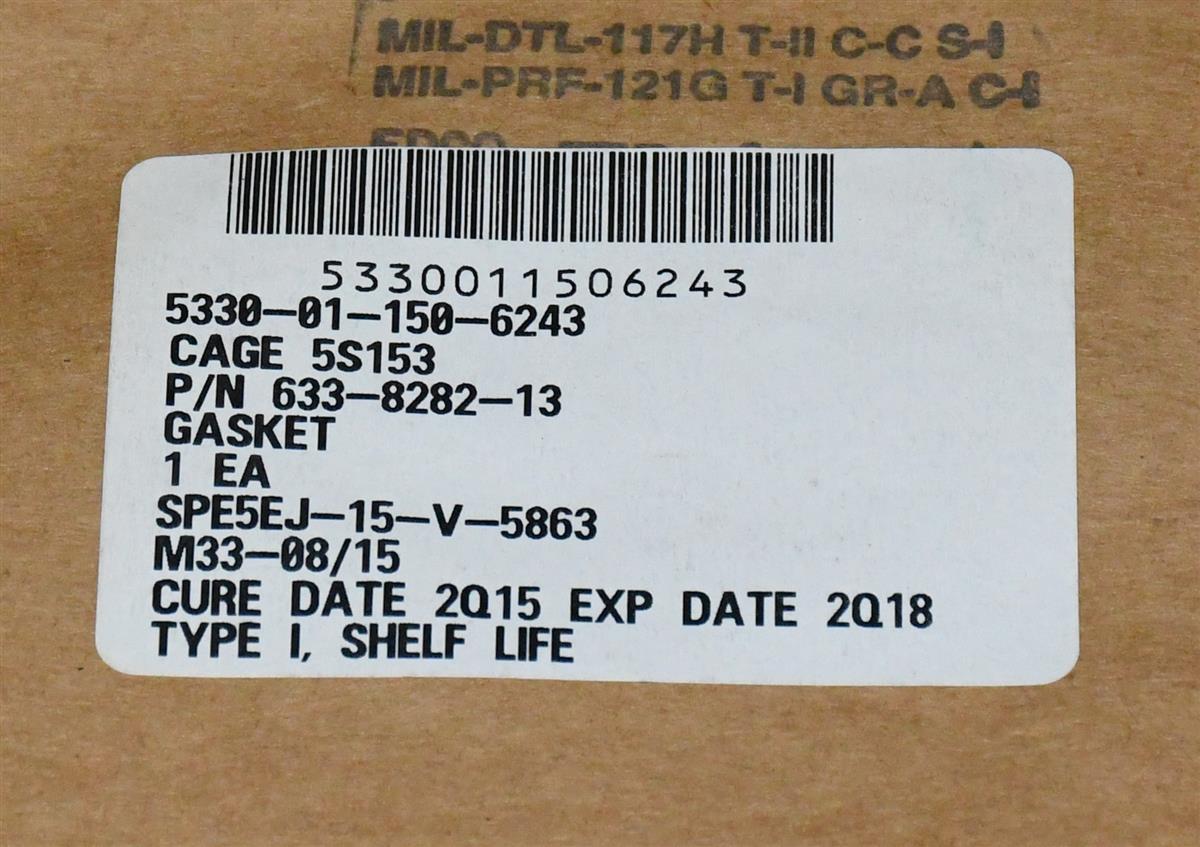 MIL-DTL-117H T-II C-C S-I
MIL-PRF-121G T-I GR-A C-I
EDCO
5330011506243
5330-01-150-6243
CAGE 5S153
P/N 633-8282-13
GASKET
1 EA
SPE5EJ-15-V-5863
M33-08/15
CURE DATE 2Q15 EXP DATE 2Q18
TYPE I, SHELF LIFE